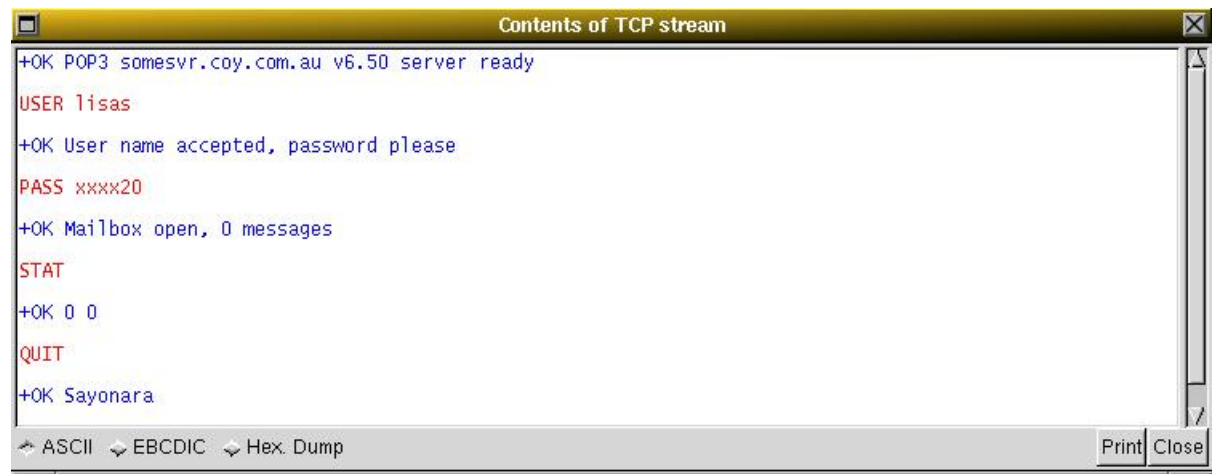 Contents of TCP stream
+OK POP3 somesvr.coy.com.au v6.50 server ready
USER lisas
+OK User name accepted, password please
PASS xxxx20
+OK Mailbox open, 0 messages
STAT
+OK 0 0
QUIT
+OK Sayonara
ASCII EBCDIC Hex. Dump Print Close